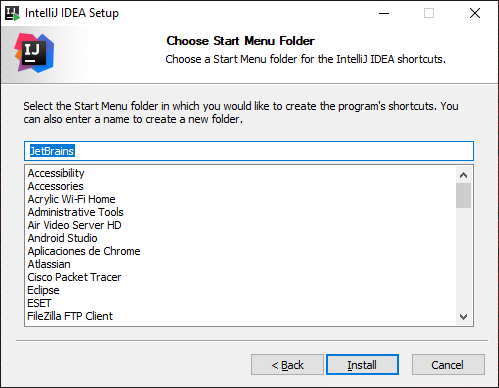 IntelliJ IDEA Setup
Choose Start Menu Folder
Choose a Start Menu folder for the IntelliJ IDEA shortcuts.
IJ
Select the Start Menu folder in which you would like to create the program's shortcuts. You
can also enter a name to create a new folder.
JetBrains
Accessibility
Accessories
Acrylic Wi-Fi Home
Administrative Tools
Air Video Server HD
Android Studio
Aplicaciones de Chrome
Atlassian
Cisco Packet Tracer
Eclipse
ESET
FileZilla FTP Client
< Back Install Cancel